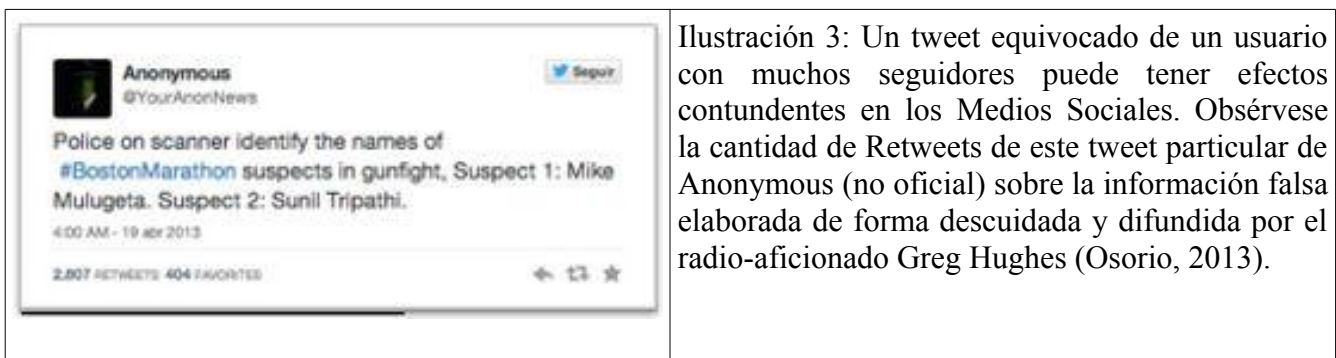 Anonymous
@YourAnonNews
Seguir
Police on scanner identify the names of
#BostonMarathon suspects in gunfight, Suspect 1: Mike
Mulugeta. Suspect 2: Sunil Tripathi.
4:00 AM - 19 abr 2013
2,807 RETWEETS 404 FAVORITES
Ilustración 3: Un tweet equivocado de un usuario
con muchos seguidores puede tener efectos
contundentes en los Medios Sociales. Obsérvese
la cantidad de Retweets de este tweet particular de
Anonymous (no oficial) sobre la información falsa
elaborada de forma descuidada y difundida por el
radio-aficionado Greg Hughes (Osorio, 2013).